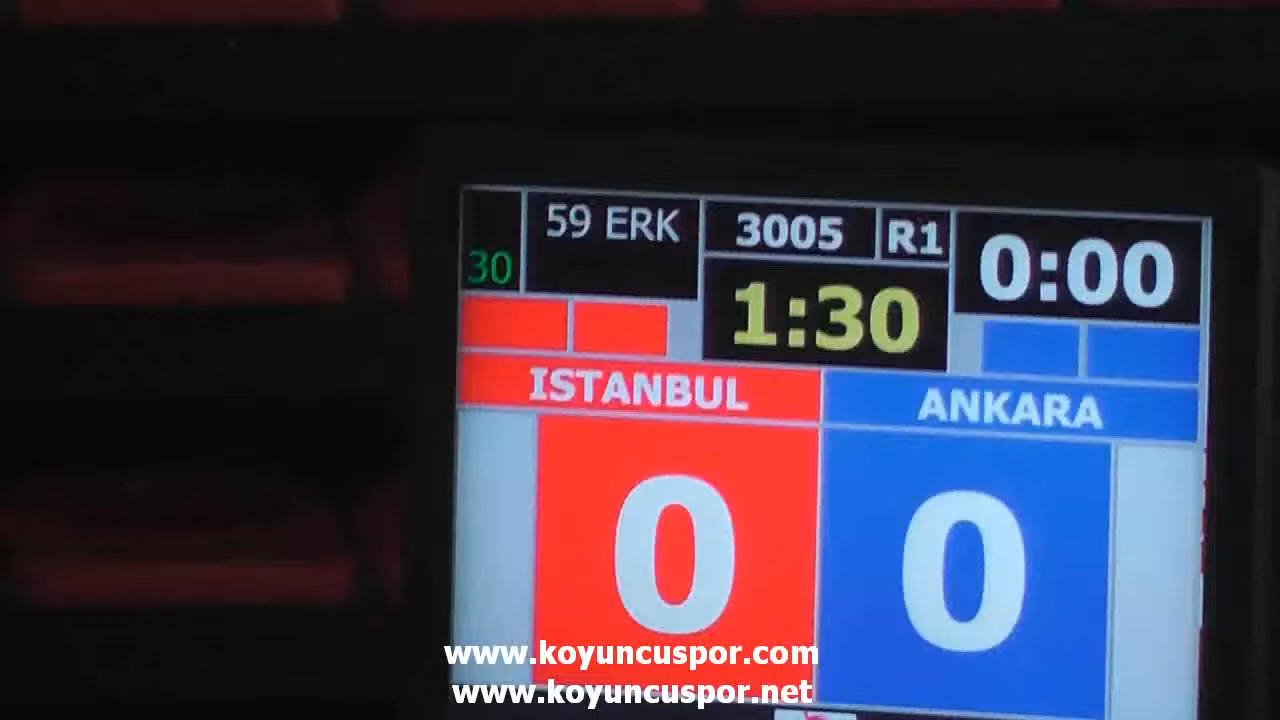 59 ERK
3005
R1
0:00
30
1:30
ISTANBUL
ANKARA
0
0
www.koyuncuspor.com
www.koyuncuspor.net